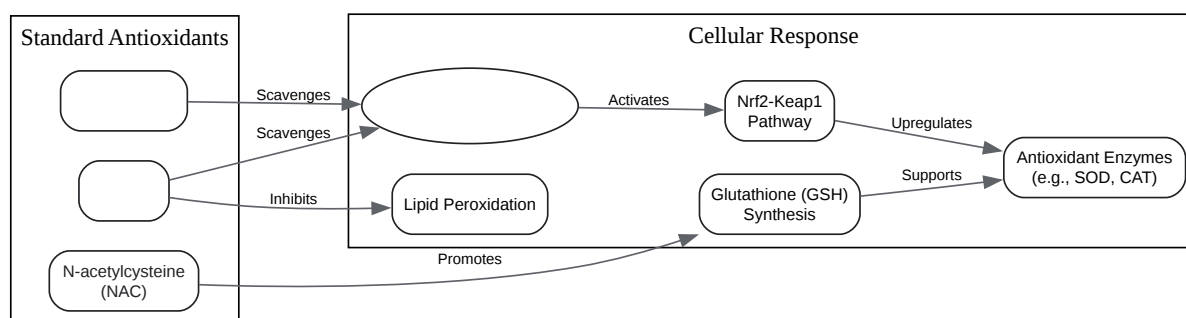 Standard Antioxidants
Cellular Response
Scavenges
Activates
Nrf2-Keap1
Pathway
Scavenges
Upregulates
Antioxidant Enzymes
(e.g., SOD, CAT)
Inhibits
Lipid Peroxidation
Glutathione (GSH)
Synthesis
Supports
N-acetylcysteine
(NAC)
Promotes